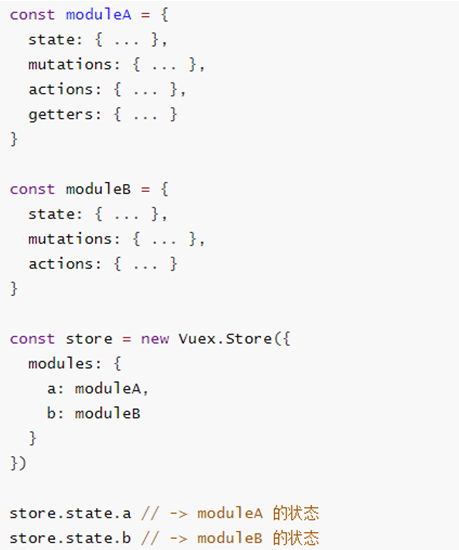 const moduleA = {
  state: { ... },
  mutations: { ... },
  actions: { ... },
  getters: { ... }
}

const moduleB = {
  state: { ... },
  mutations: { ... },
  actions: { ... }
}

const store = new Vuex.Store({
  modules: {
    a: moduleA,
    b: moduleB
  }
})

store.state.a // -> moduleA 的状态
store.state.b // -> moduleB 的状态